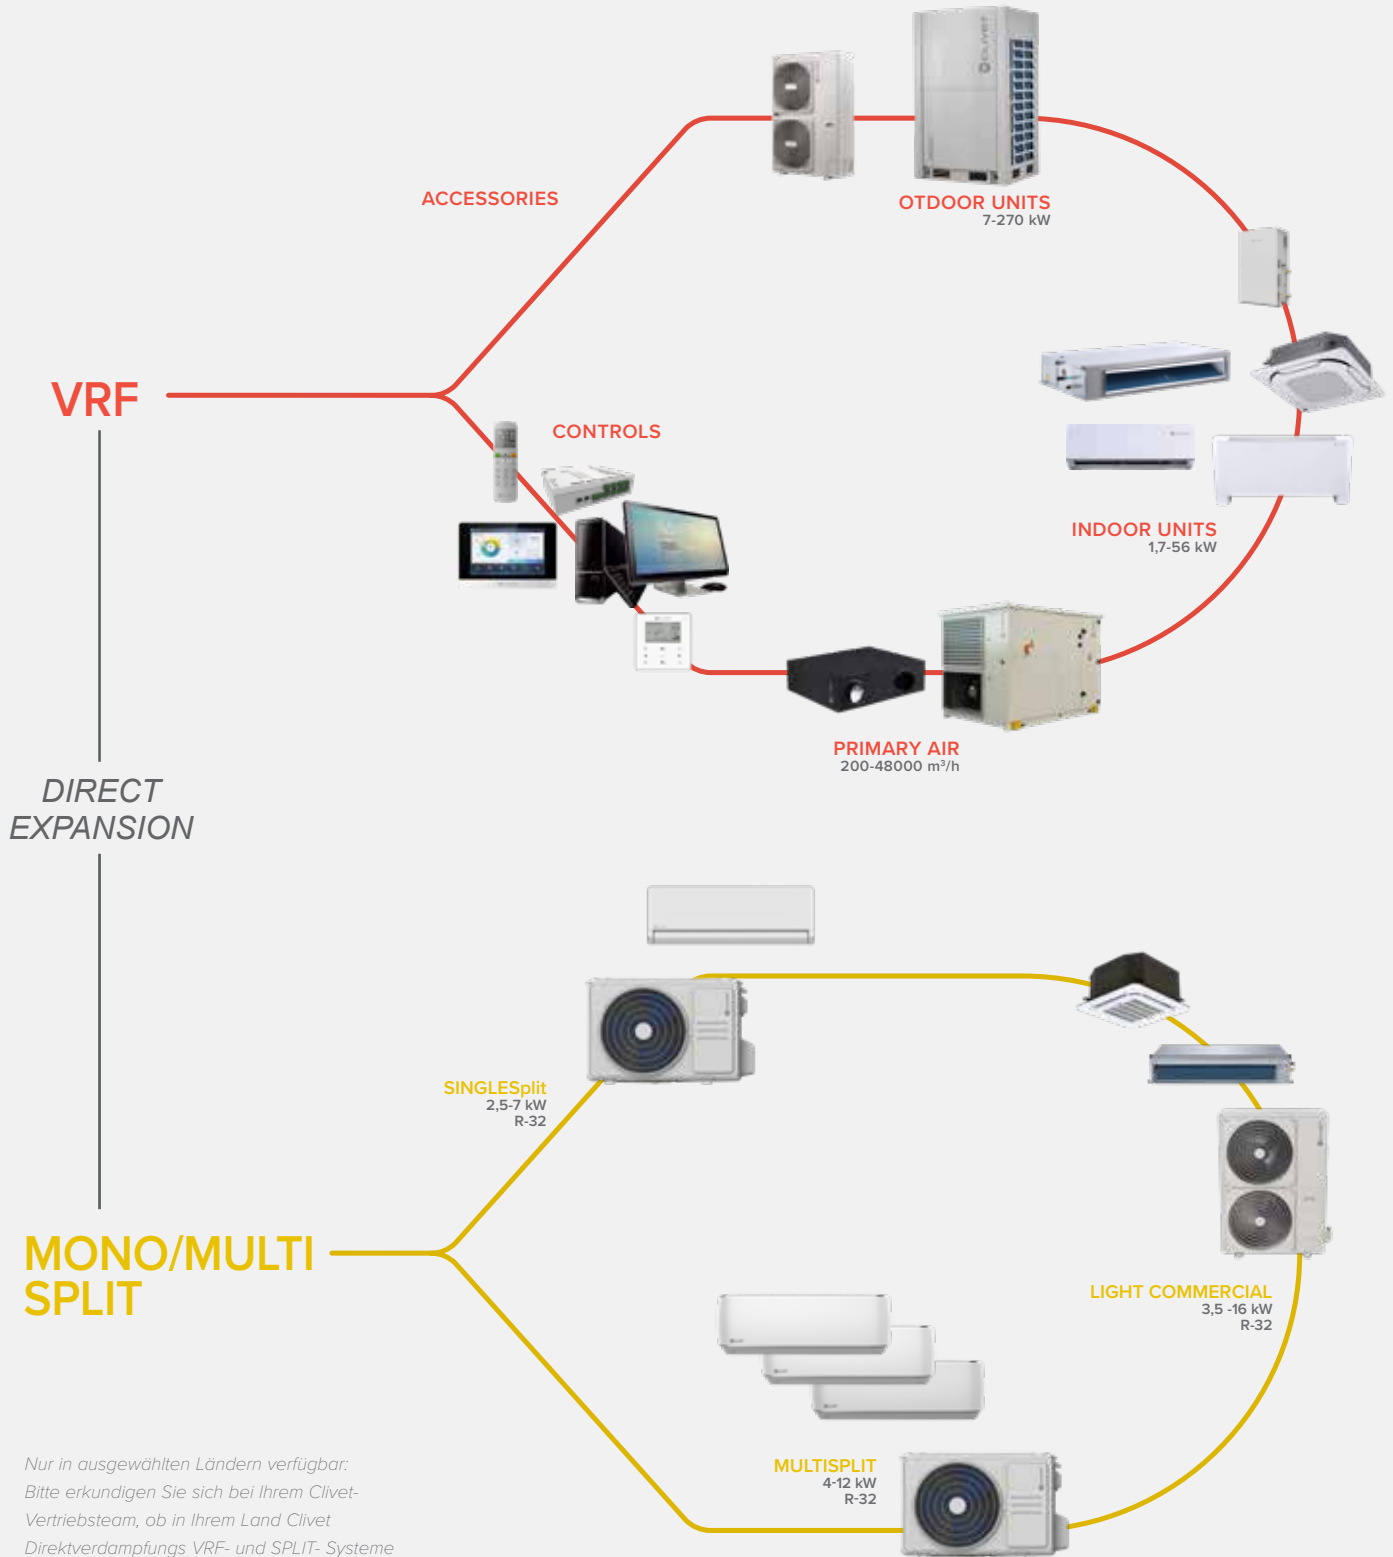 CLIVET
ACCESSORIES
OTDOOR UNITS
7-270 kW
VRF
CONTROLS
INDOOR UNITS
1,7-56 kW
PRIMARY AIR
200-48000 m³/h
DIRECT
EXPANSION
SINGLESplit
2,5-7 kW
R-32
MONO/MULTI
SPLIT
LIGHT COMMERCIAL
3,5 -16 kW
R-32
MULTISPLIT
4-12 kW
R-32
Nur in ausgewählten Ländern verfügbar:
Bitte erkundigen Sie sich bei Ihrem Clivet-
Vertriebsteam, ob in Ihrem Land Clivet
Direktverdampfungs VRF- und SPLIT- Systeme